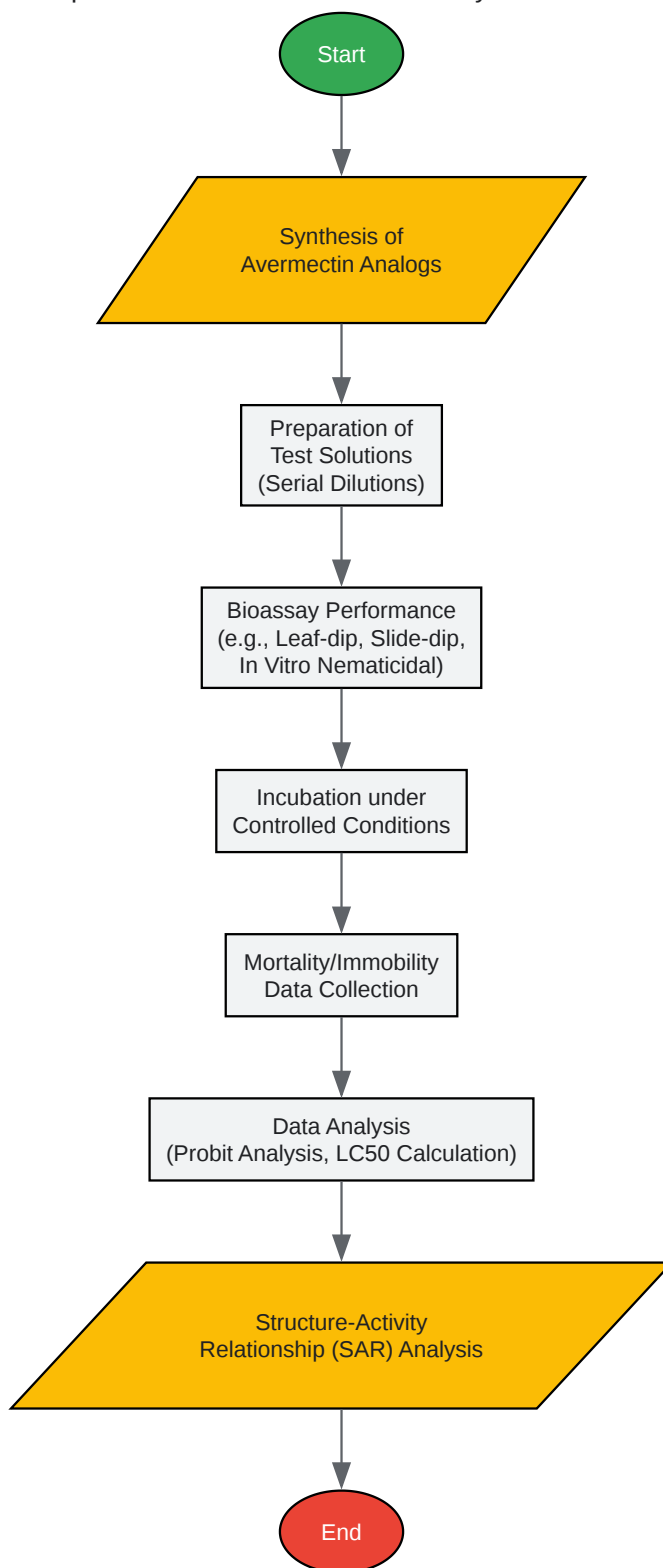 Start
Synthesis of
Avermectin Analogs
Preparation of
Test Solutions
(Serial Dilutions)
Bioassay Performance
(e.g., Leaf-dip, Slide-dip,
In Vitro Nematicidal)
Incubation under
Controlled Conditions
Mortality/Immobility
Data Collection
Data Analysis
(Probit Analysis, LC50 Calculation)
Structure-Activity
Relationship (SAR) Analysis
End